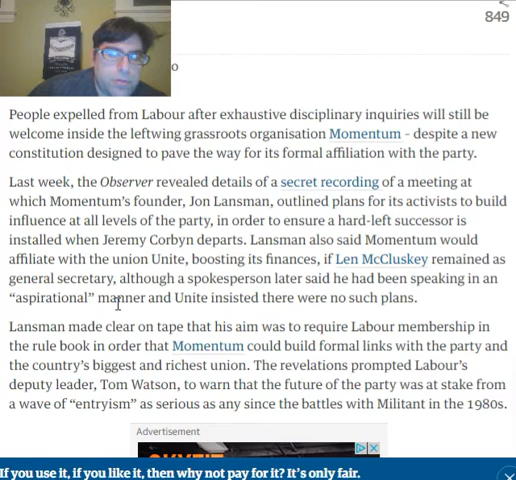 849
o
People expelled from Labour after exhaustive disciplinary inquiries will still be
welcome inside the leftwing grassroots organisation Momentum – despite a new
constitution designed to pave the way for its formal affiliation with the party.
Last week, the Observer revealed details of a secret recording of a meeting at
which Momentum's founder, Jon Lansman, outlined plans for its activists to build
influence at all levels of the party, in order to ensure a hard-left successor is
installed when Jeremy Corbyn departs. Lansman also said Momentum would
affiliate with the union Unite, boosting its finances, if Len McCluskey remained as
general secretary, although a spokesperson later said he had been speaking in an
“aspirational” manner and Unite insisted there were no such plans.
Lansman made clear on tape that his aim was to require Labour membership in
the rule book in order that Momentum could build formal links with the party and
the country's biggest and richest union. The revelations prompted Labour's
deputy leader, Tom Watson, to warn that the future of the party was at stake from
a wave of “entryism” as serious as any since the battles with Militant in the 1980s.
Advertisement
If you use it, if you like it, then why not pay for it? It's only fair.